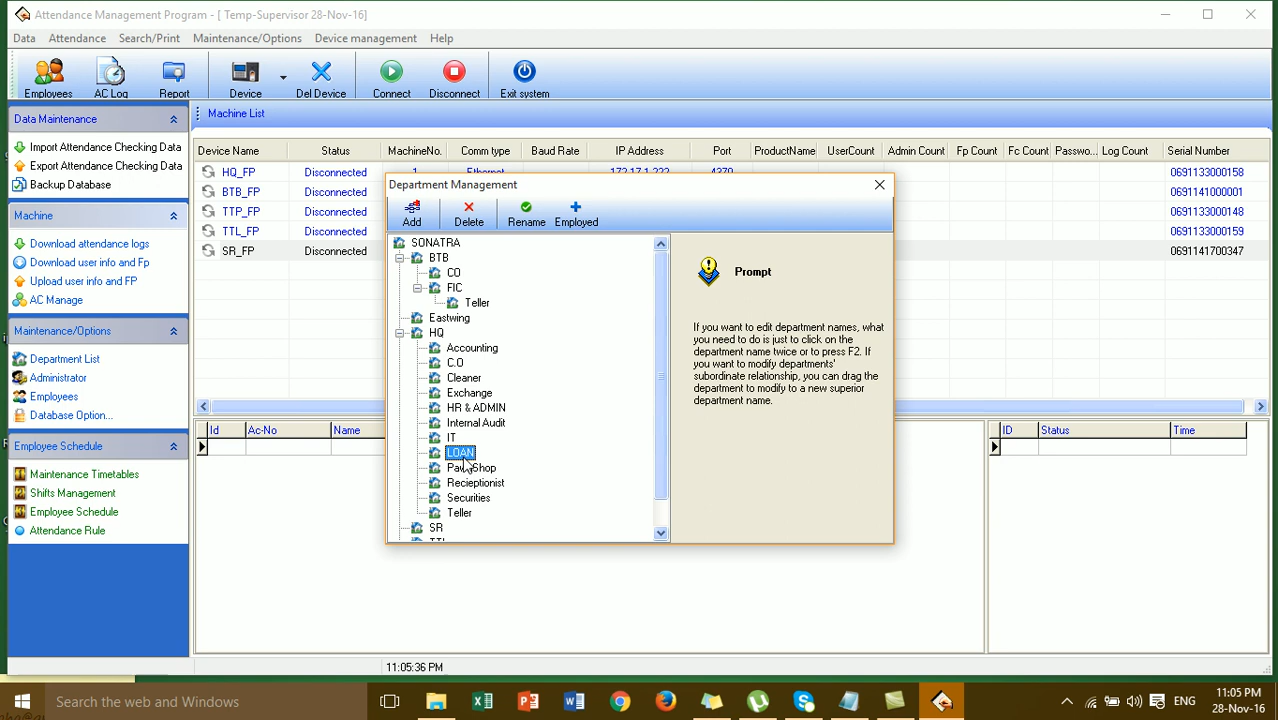 Attendance Management Program - [ Temp-Supervisor 28-Nov-16]
Data Attendance Search/Print Maintenance/Options Device management Help
Employees AC Log Report Device Del Device Connect Disconnect Exit system
Data Maintenance
Import Attendance Checking Data
Export Attendance Checking Data
Backup Database
Machine
Download attendance logs
Download user info and Fp
Upload user info and FP
AC Manage
Maintenance/Options
Department List
Administrator
Employees
Database Option...
Employee Schedule
Maintenance Timetables
Shifts Management
Employee Schedule
Attendance Rule
Machine List
Device Name Status MachineNo. Comm type Baud Rate IP Address Port ProductName UserCount Admin Count Fp Count Fc Count Passwo... Log Count Serial Number
HQ_FP Disconnected 1 Ethernet 172.17.1.222 4370 0691133000158
BTB_FP Disconnected 0691141000001
TTP_FP Disconnected 0691133000148
TTL_FP Disconnected 0691133000159
SR_FP Disconnected 0691141700347
Department Management
Add Delete Rename Employed
SONATRA
BTB
CO
FIC
Teller
Eastwing
HQ
Accounting
C.O
Cleaner
Exchange
HR & ADMIN
Internal Audit
IT
LOAN
Pawnshop
Recieptionist
Securities
Teller
SR
TTL
Prompt
If you want to edit department names, what
you need to do is just to click on the
department name twice or to press F2. If
you want to modify departments'
subordinate relationship, you can drag the
department to modify to a new superior
department name.
Id Ac-No Name
ID Status Time
11:05:36 PM
Search the web and Windows
ENG
11:05 PM
28-Nov-16